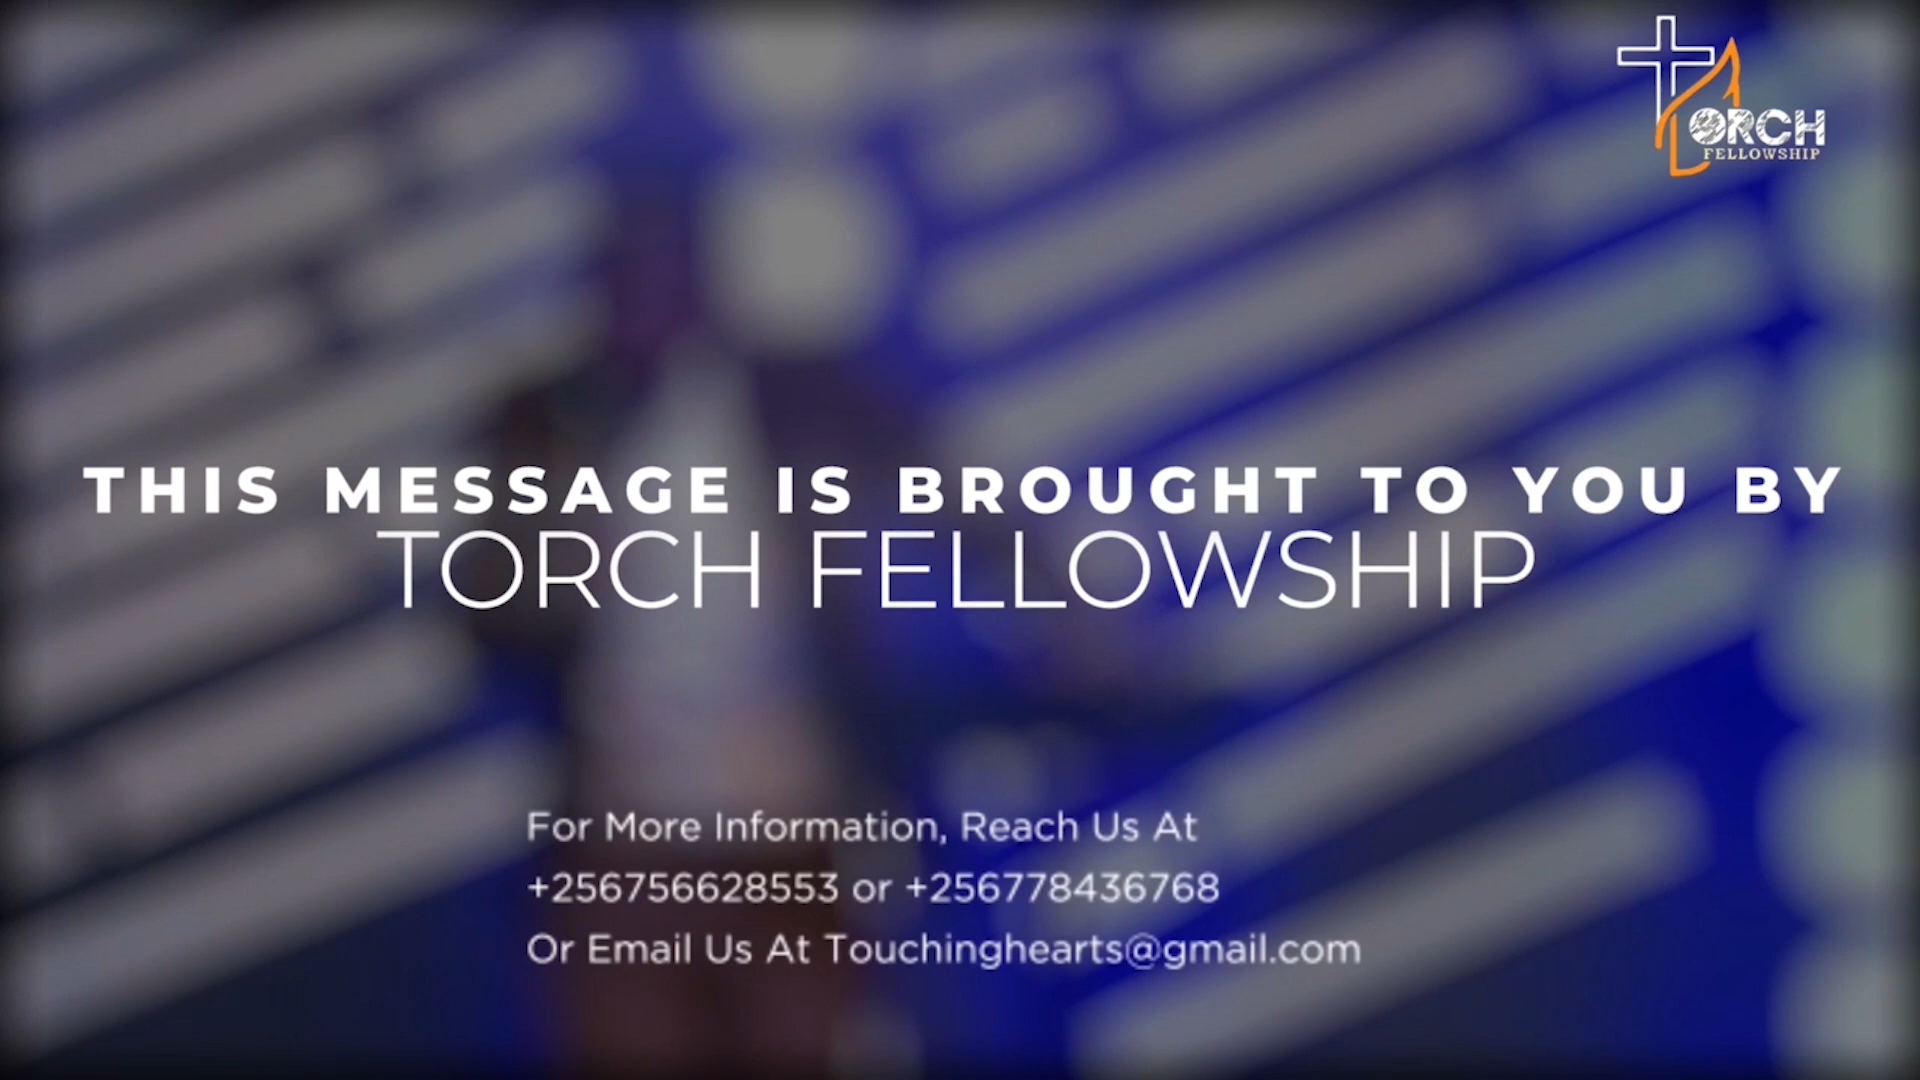 TORCH
FELLOWSHIP
THIS MESSAGE IS BROUGHT TO YOU BY
TORCH FELLOWSHIP
For More Information, Reach Us At
+256756628553 or +256778436768
Or Email Us At Touchinghearts@gmail.com